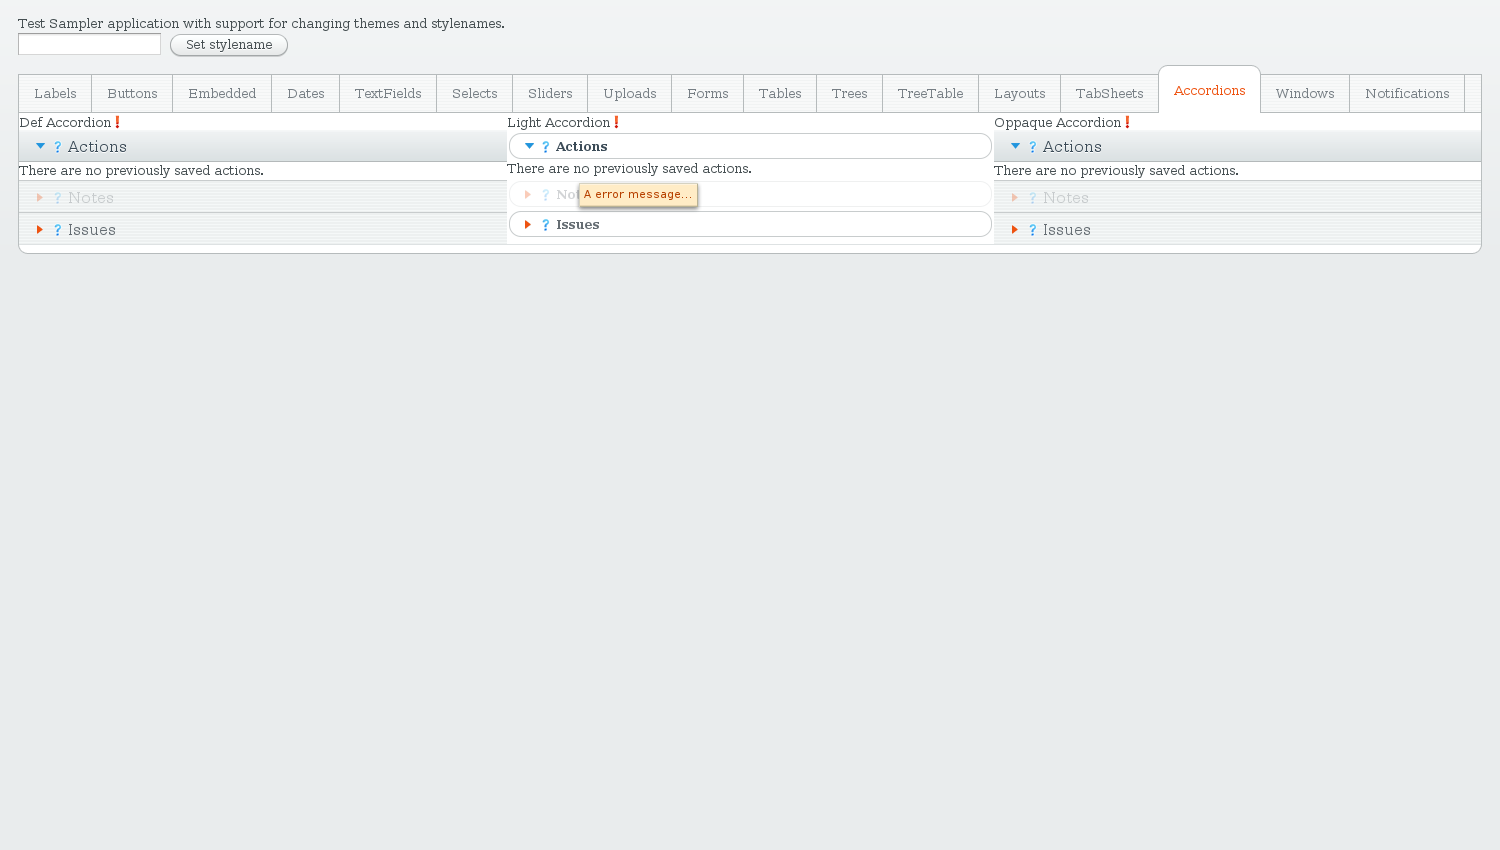 Test Sampler application with support for changing themes and stylenames.
Set stylename
Labels Buttons Embedded Dates TextFields Selects Sliders Uploads Forms Tables Trees TreeTable Layouts TabSheets Accordions Windows Notifications
Def Accordion ! Light Accordion ! Oppaque Accordion !
? Actions ? Actions ? Actions
There are no previously saved actions. There are no previously saved actions. There are no previously saved actions.
? Notes ? A error message... ? Notes
? Issues ? Issues ? Issues